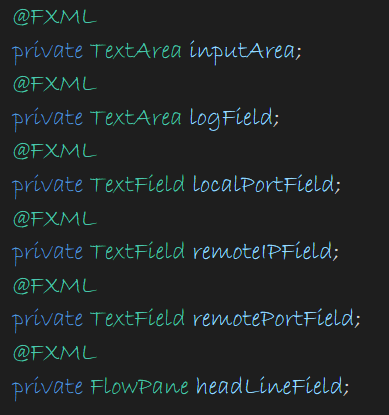 @FXML
private TextArea inputArea;
@FXML
private TextArea logField;
@FXML
private TextField localPortField;
@FXML
private TextField remoteIPField;
@FXML
private TextField remotePortField;
@FXML
private FlowPane headLineField;